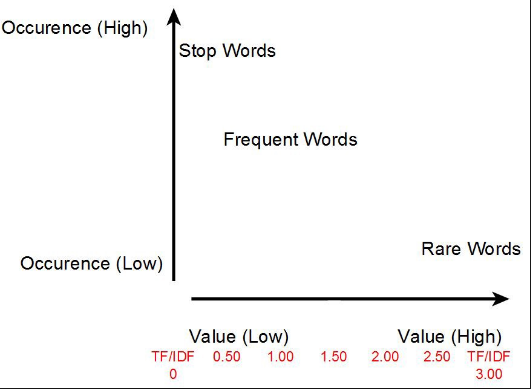 Occurence (High)
Stop Words
Frequent Words
Rare Words
Occurence (Low)
Value (Low) Value (High)
TF/IDF 0.50 1.00 1.50 2.00 2.50 TF/IDF
0 3.00